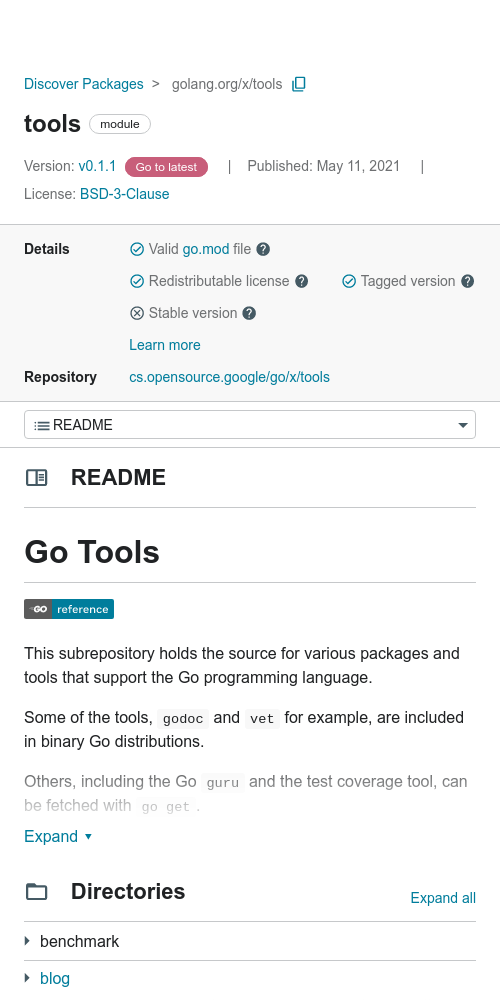 Discover Packages > golang.org/x/tools
tools module
Version: v0.1.1 Go to latest | Published: May 11, 2021 |
License: BSD-3-Clause
Details Valid go.mod file ?
Redistributable license ? Tagged version ?
Stable version ?
Learn more
Repository cs.opensource.google/go/x/tools
README
README
Go Tools
GO reference
This subrepository holds the source for various packages and
tools that support the Go programming language.
Some of the tools, godoc and vet for example, are included
in binary Go distributions.
Others, including the Go guru and the test coverage tool, can
be fetched with go get .
Expand ▼
Directories Expand all
benchmark
blog